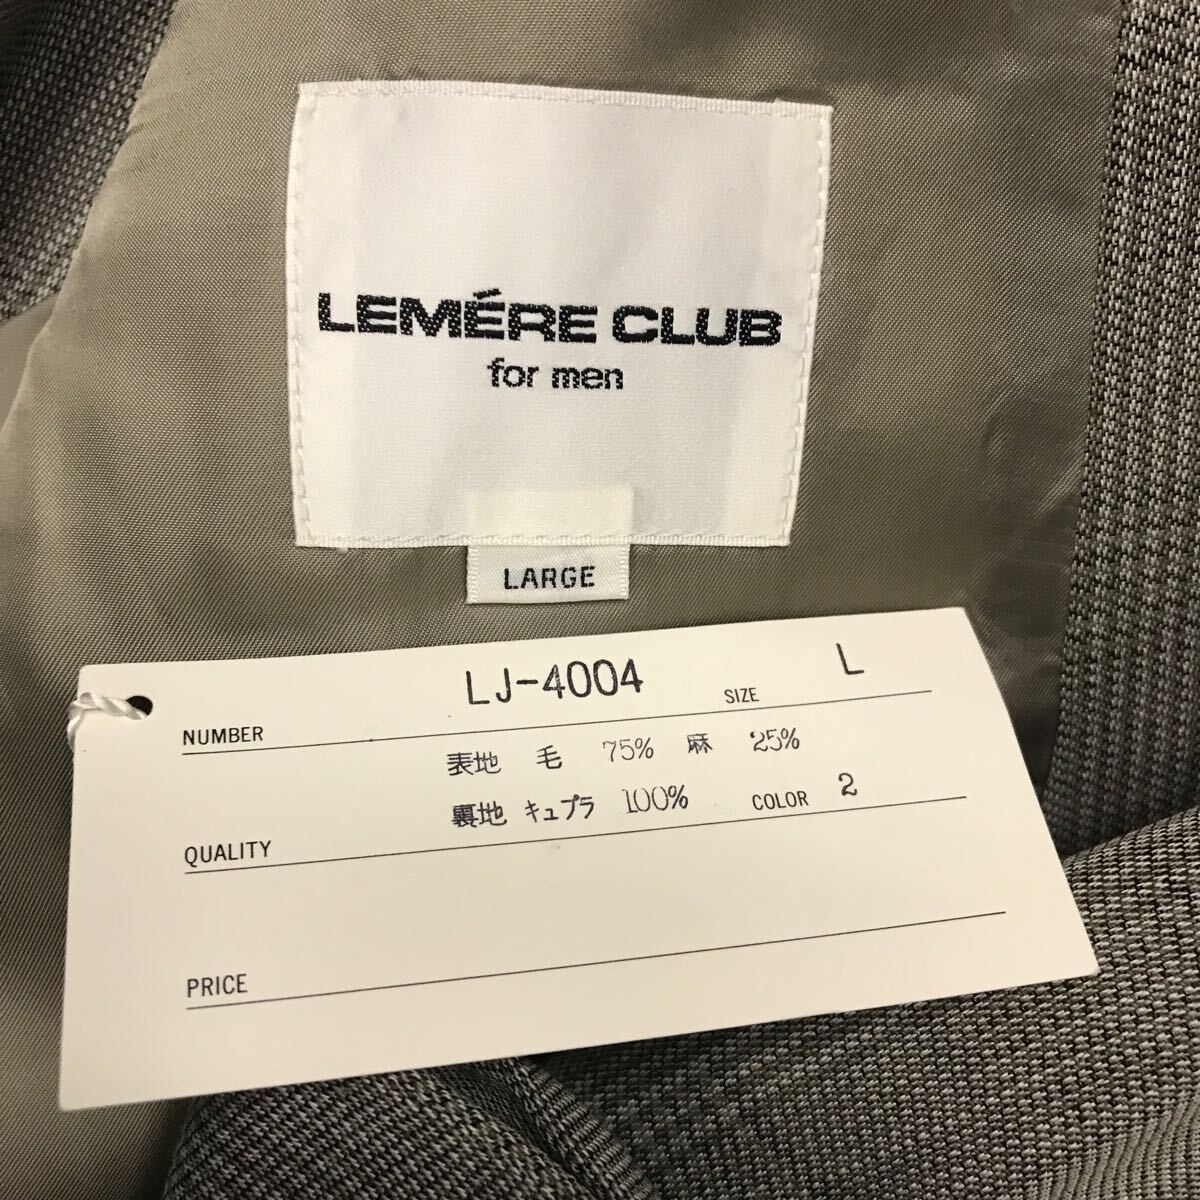 LEMÉRE CLUB
for men
LARGE
NUMBER LJ-4004 SIZE L
表地 毛 75% 麻 25%
裏地 キュプラ 100% COLOR 2
QUALITY
PRICE